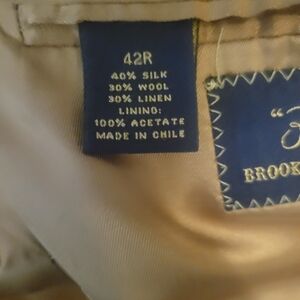 42R
40% SILK
30% WOOL
30% LINEN
LINING:
100% ACETATE
MADE IN CHILE
BROOK